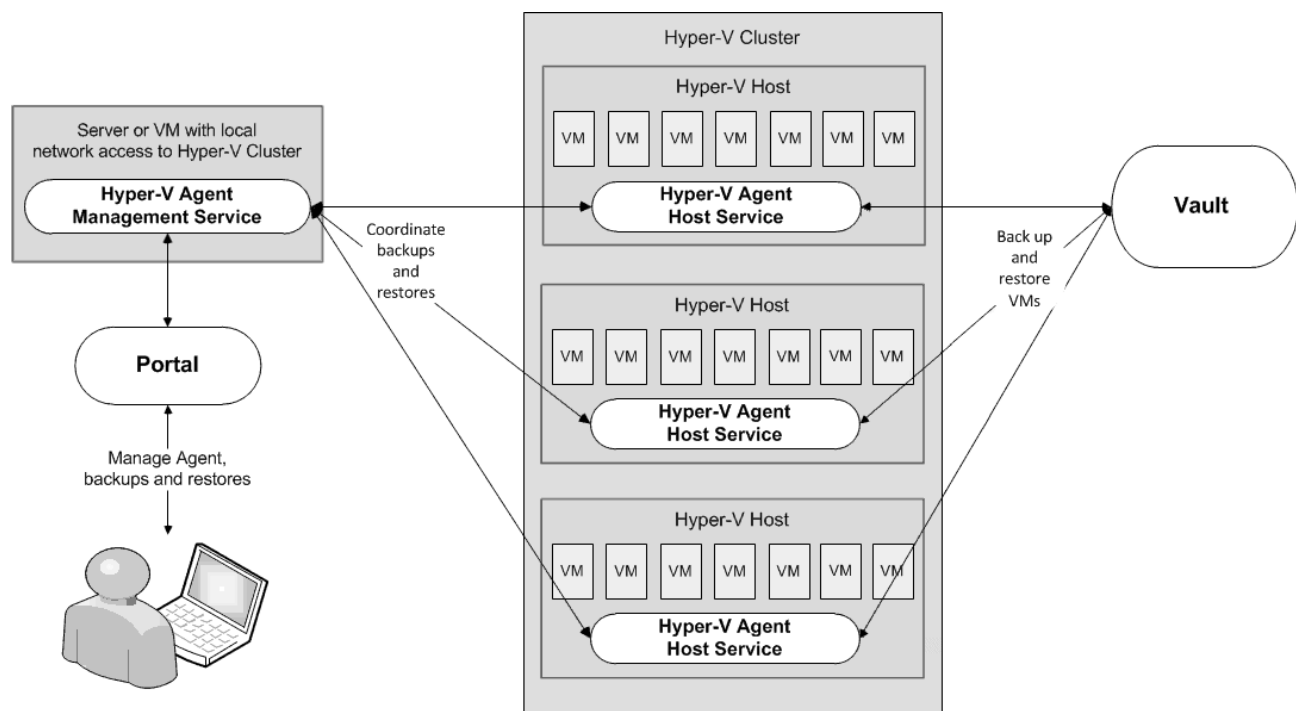 Server or VM with local
network access to Hyper-V Cluster
Hyper-V Agent
Management Service
Portal
Manage Agent,
backups and restores
Coordinate
backups
and
restores
Hyper-V Cluster
Hyper-V Host
VM VM VM VM VM VM VM
Hyper-V Agent
Host Service
Hyper-V Host
VM VM VM VM VM VM VM
Hyper-V Agent
Host Service
Hyper-V Host
VM VM VM VM VM VM VM
Hyper-V Agent
Host Service
Back up
and
restore
VMs
Vault